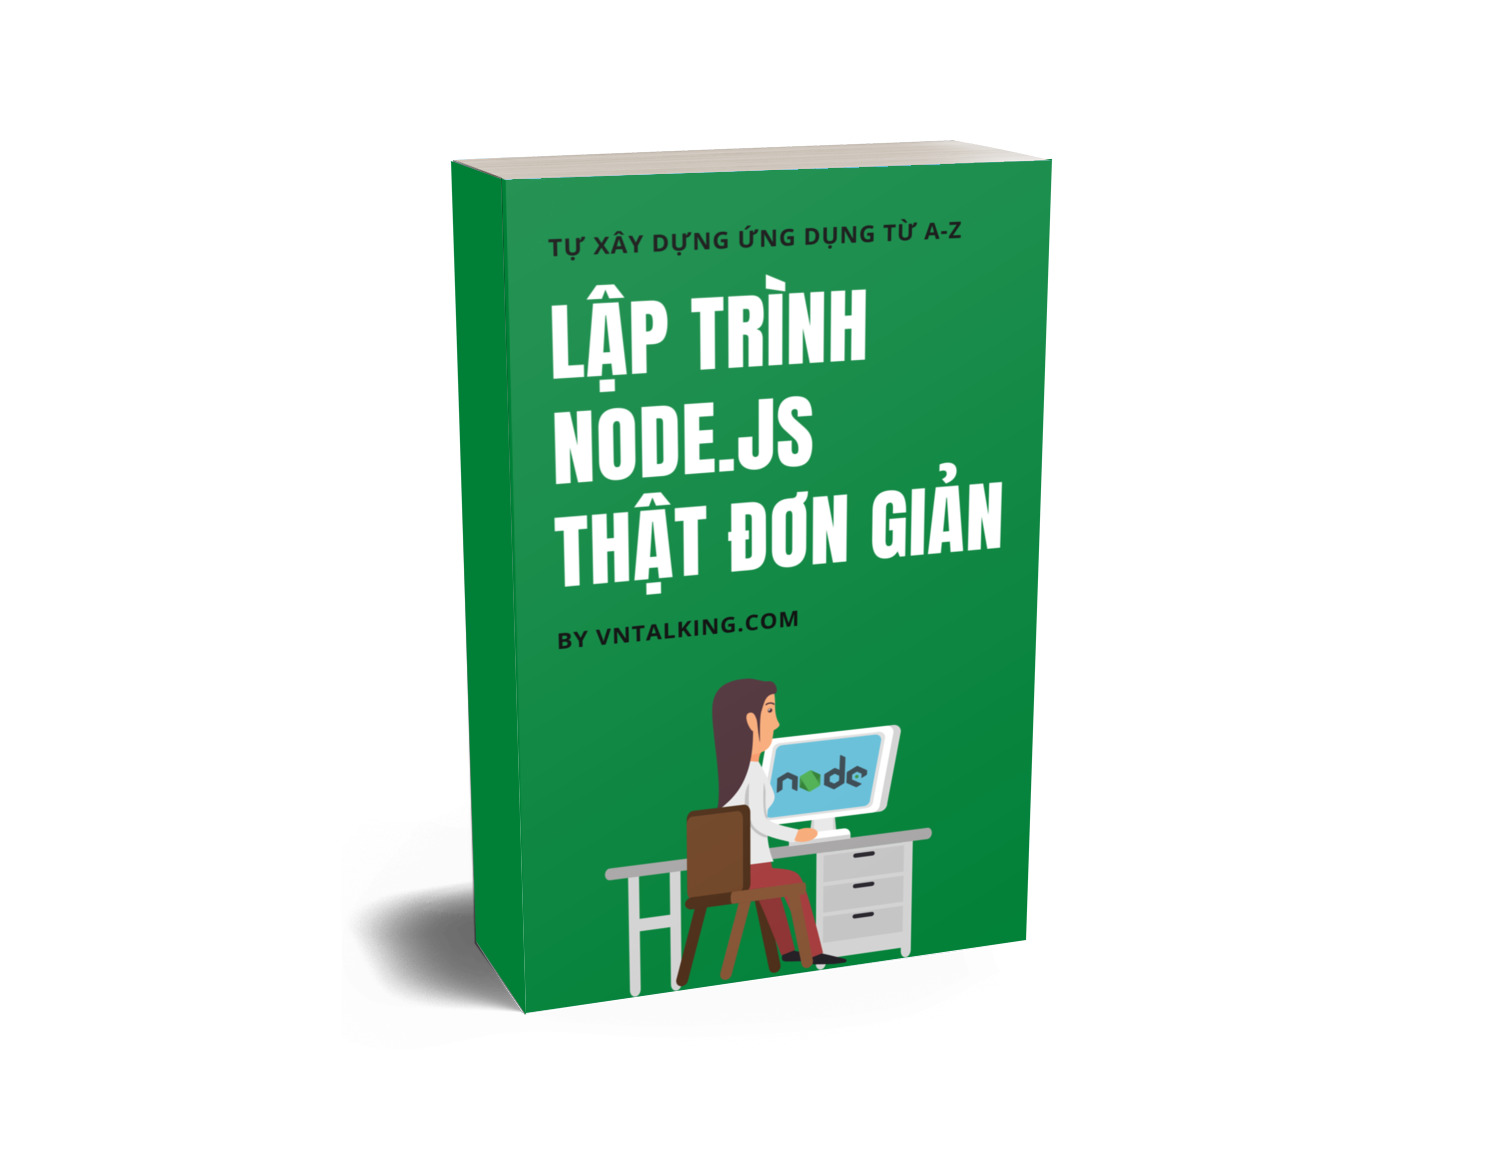 TỰ XÂY DỰNG ỨNG DỤNG TỪ A-Z
LẬP TRÌNH
NODE.JS
THẬT ĐƠN GIẢN
BY VNTALKING.COM
node